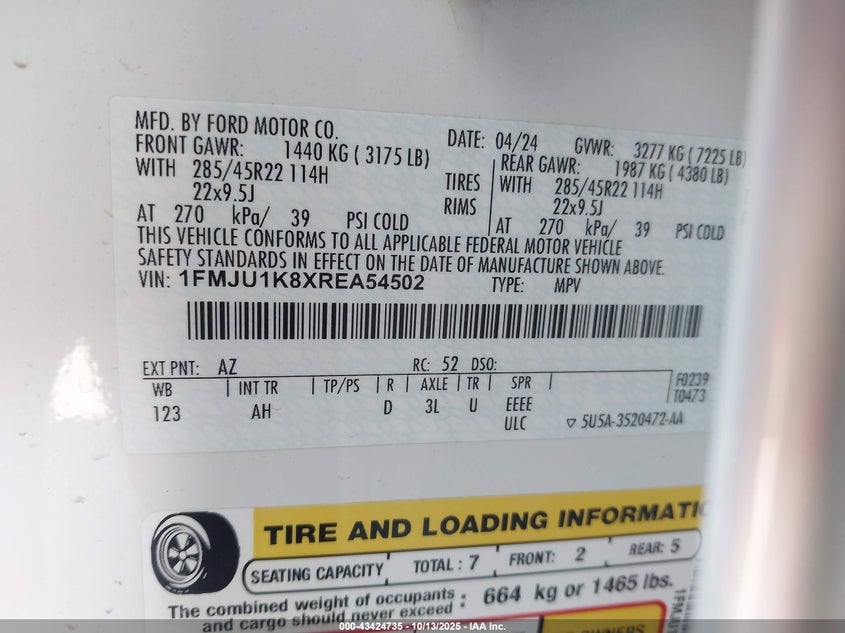 MFD. BY FORD MOTOR CO. DATE: 04/24 GVWR: 3277 KG ( 7225 LB)
FRONT GAWR: 1440 KG ( 3175 LB) REAR GAWR: 1987 KG ( 4380 LB)
WITH 285/45R22 114H TIRES WITH 285/45R22 114H
22x9.5J RIMS 22x9.5J
AT 270 kPa/ 39 PSI COLD AT 270 kPa/ 39 PSI COLD
THIS VEHICLE CONFORMS TO ALL APPLICABLE FEDERAL MOTOR VEHICLE
SAFETY STANDARDS IN EFFECT ON THE DATE OF MANUFACTURE SHOWN ABOVE.
VIN: 1FMJU1K8XREA54502 TYPE: MPV
EXT PNT: AZ RC: 52 DSO:
WB INT TR TP/PS R AXLE TR SPR F0239
123 AH D 3L U EEEE T0473
ULC ▽ 5U5A-3520472-AA
TIRE AND LOADING INFORMATIO
SEATING CAPACITY TOTAL : 7 FRONT: 2 REAR: 5
The combined weight of occupants : 664 kg or 1465 lbs.
and cargo should never exceed
OWNERS
000-43424735 - 10/13/2025 - IAA Inc.